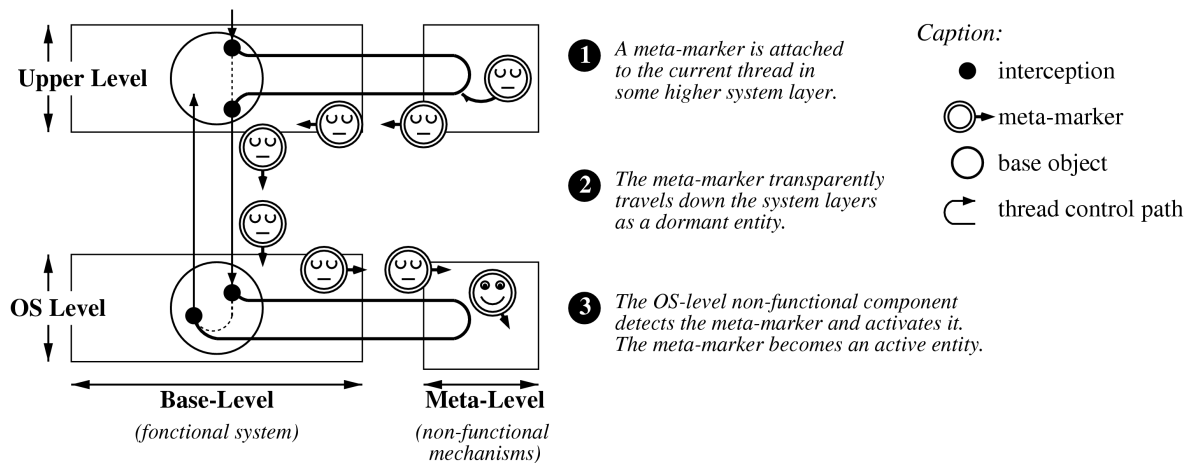 Upper Level
OS Level
Base-Level
(fonctional system)
Meta-Level
(non-functional
mechanisms)
1
A meta-marker is attached
to the current thread in
some higher system layer.
2
The meta-marker transparently
travels down the system layers
as a dormant entity.
3
The OS-level non-functional component
detects the meta-marker and activates it.
The meta-marker becomes an active entity.
Caption:
interception
meta-marker
base object
thread control path